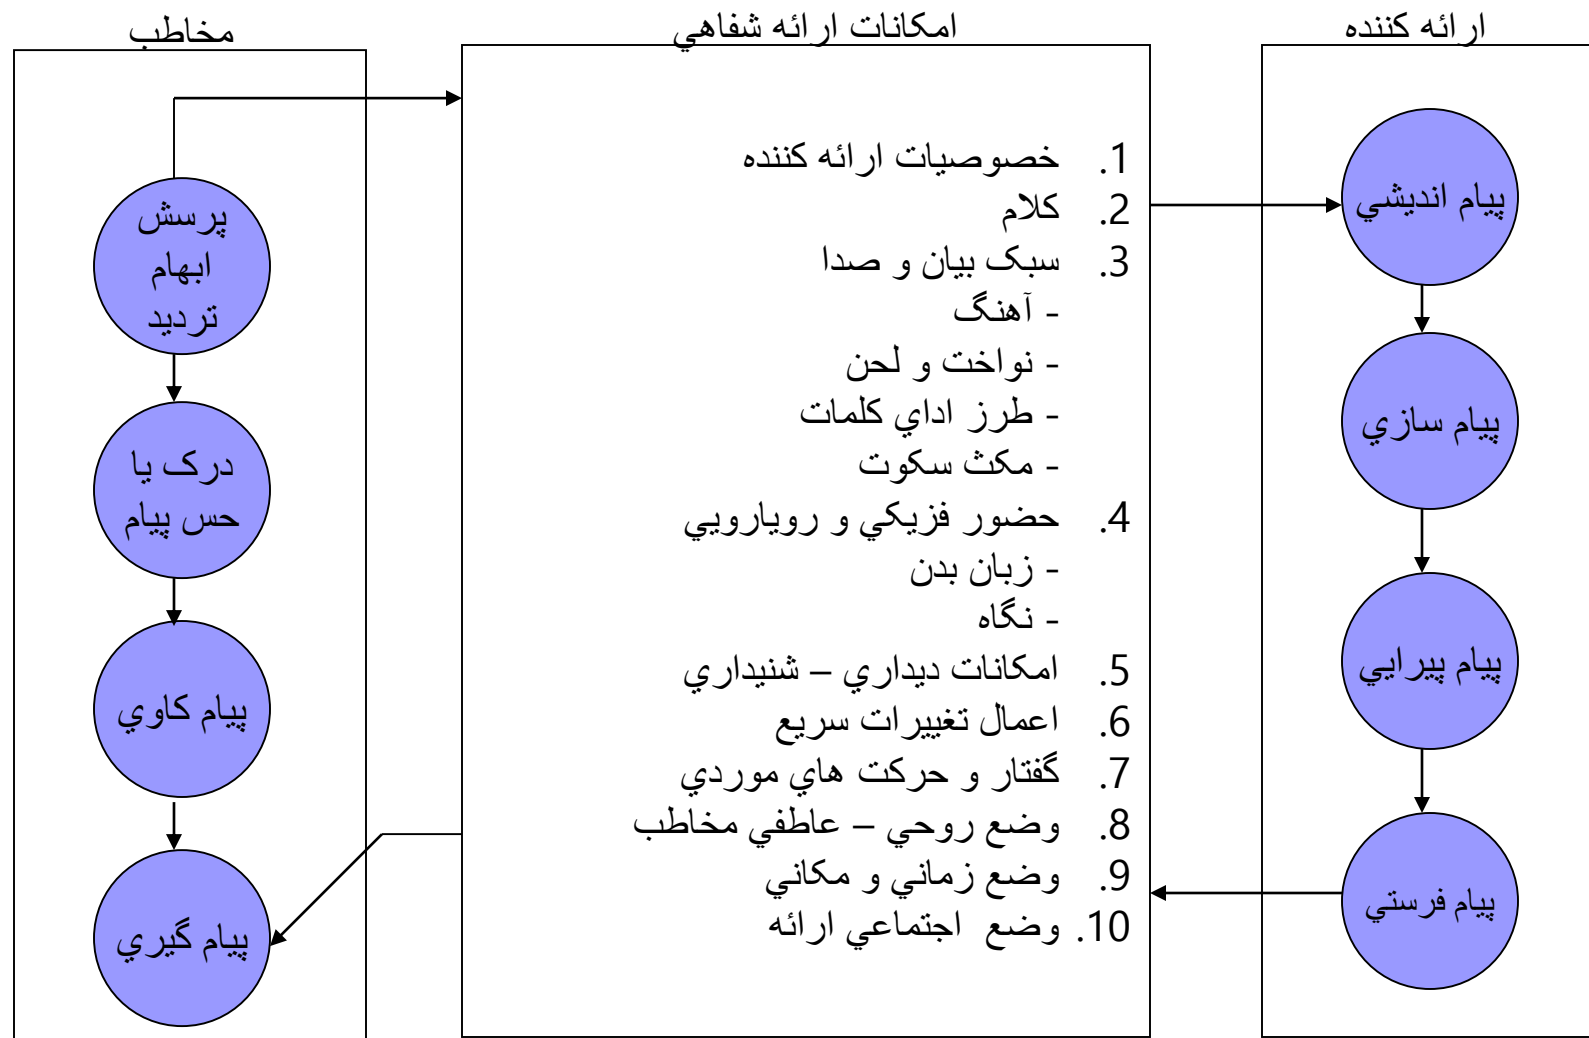 ارائه کننده
پيام انديشي
پيام سازي
پيام پيرايي
پيام فرستي
امکانات ارائه شفاهي
1. خصوصيات ارائه کننده
2. کلام
3. سبک بيان و صدا
- آهنگ
- نواخت و لحن
- طرز اداي کلمات
- مکث سکوت
4. حضور فزيکي و رويارويي
- زبان بدن
- نگاه
5. امکانات ديداري – شنيداري
6. اعمال تغييرات سريع
7. گفتار و حرکت هاي موردي
8. وضع روحي – عاطفي مخاطب
9. وضع زماني و مکاني
10. وضع اجتماعي ارائه
مخاطب
پرسش
ابهام
ترديد
درک يا
حس پيام
پيام کاوي
پيام گيري